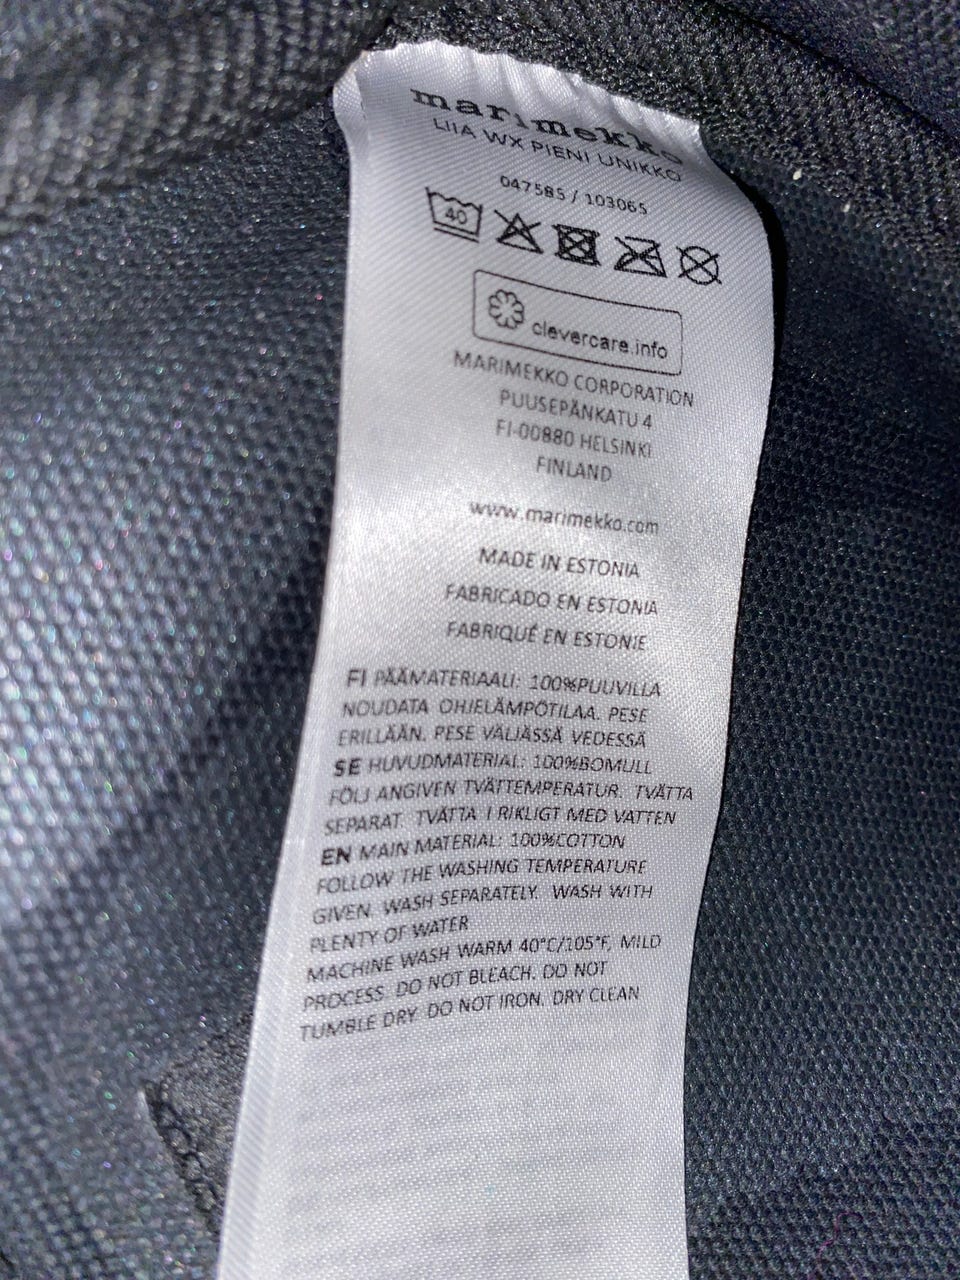 marimekko
LIIA WX PIENI UNIKKO
047585 / 103065
40
clevercare.info
MARIMEKKO CORPORATION
PUUSEPÄNKATU 4
FI-00880 HELSINKI
FINLAND
www.marimekko.com
MADE IN ESTONIA
FABRICADO EN ESTONIA
FABRIQUÉ EN ESTONIE
FI PÄÄMATERIAALI: 100%PUUVILLA
NOUDATA OHJELÄMPÖTILAA. PESE
ERILLÄÄN. PESE VÄLJÄSSÄ VEDESSÄ
SE HUVUDMATERIAL: 100%BOMULL
FÖLJ ANGIVEN TVÄTTEMPERATUR. TVÄTTA
SEPARAT. TVÄTTA I RIKLIGT MED VATTEN
EN MAIN MATERIAL: 100%COTTON
FOLLOW THE WASHING TEMPERATURE
GIVEN. WASH SEPARATELY. WASH WITH
PLENTY OF WATER
MACHINE WASH WARM 40°C/105°F, MILD
PROCESS. DO NOT BLEACH. DO NOT
TUMBLE DRY. DO NOT IRON. DRY CLEAN